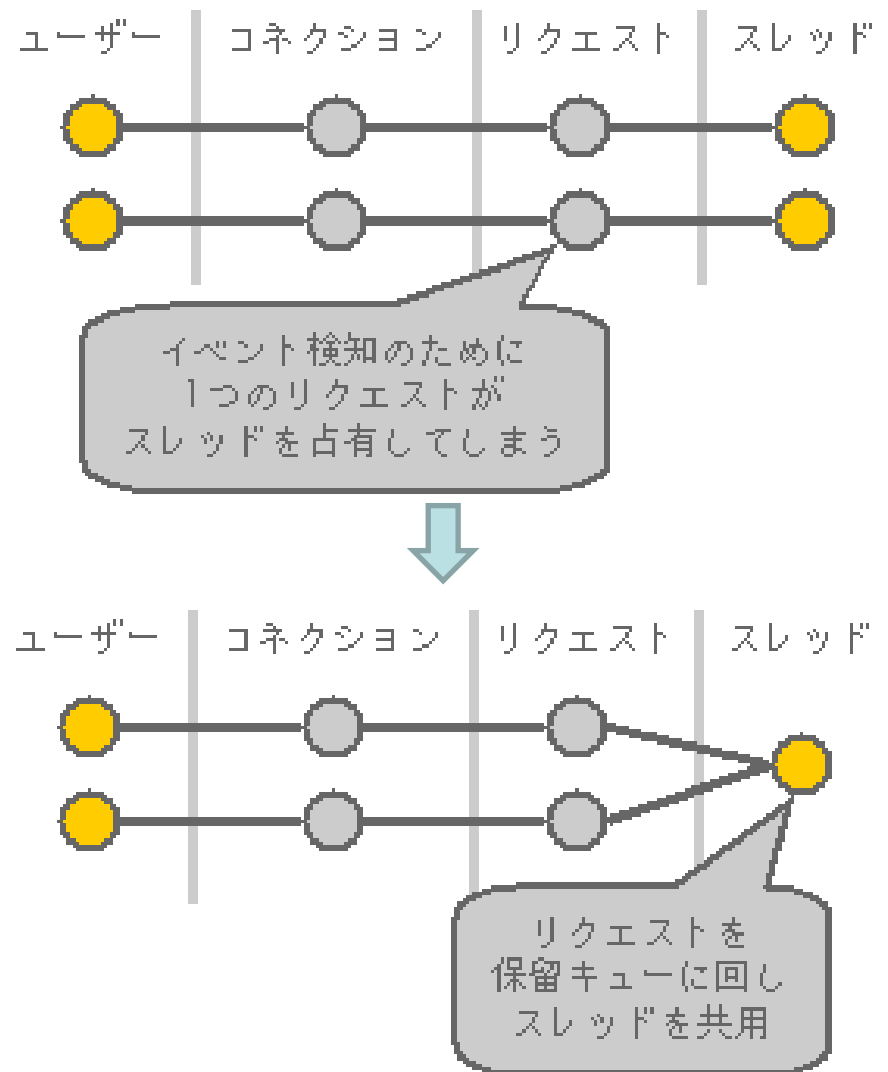 ユーザー コネクション リクエスト スレッド
イベント検知のために
1つのリクエストが
スレッドを占有してしまう
ユーザー コネクション リクエスト スレッド
リクエストを
保留キューに回し
スレッドを共用